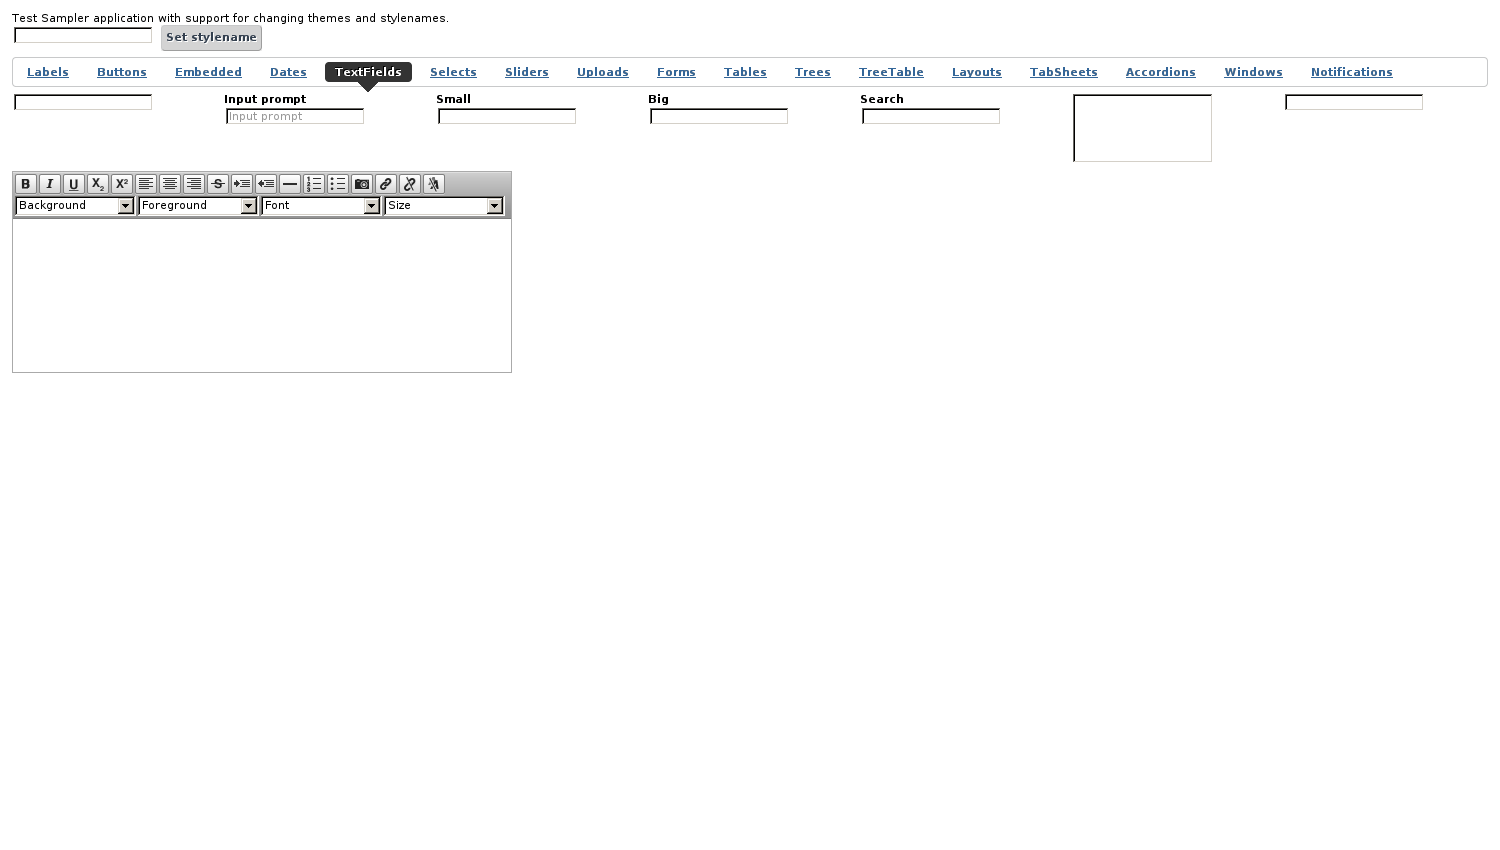 Test Sampler application with support for changing themes and stylenames.
Set stylename
Labels Buttons Embedded Dates TextFields Selects Sliders Uploads Forms Tables Trees TreeTable Layouts TabSheets Accordions Windows Notifications
Input prompt Small Big Search
Input prompt
B I U X₂ X² S
Background Foreground Font Size